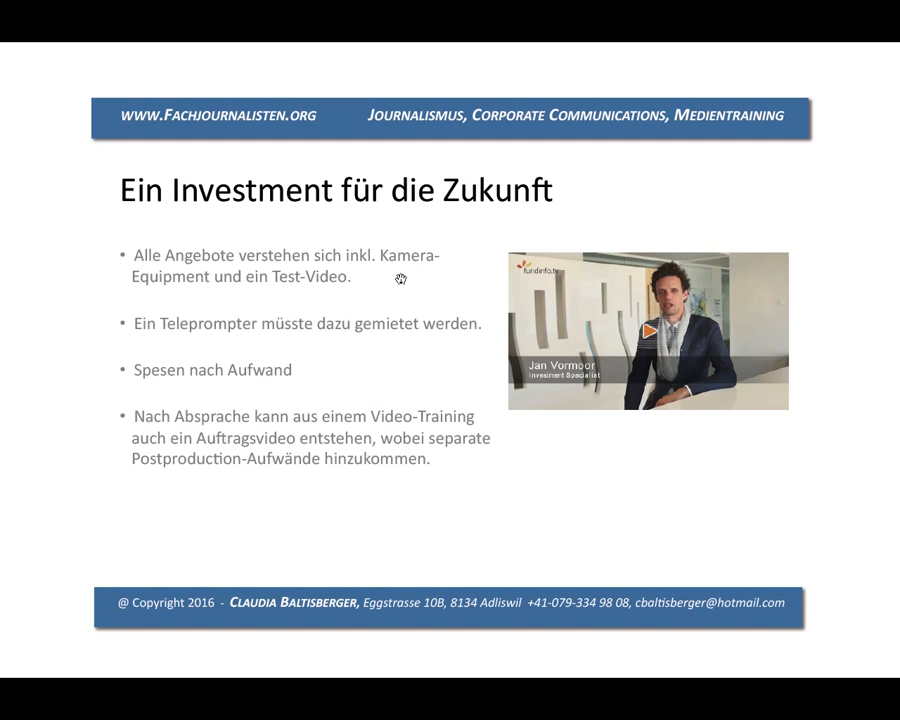 www.Fachjournalisten.org Journalismus, Corporate Communications, Medientraining
Ein Investment für die Zukunft
• Alle Angebote verstehen sich inkl. Kamera-
Equipment und ein Test-Video.
• Ein Teleprompter müsste dazu gemietet werden.
• Spesen nach Aufwand
• Nach Absprache kann aus einem Video-Training
auch ein Auftragsvideo entstehen, wobei separate
Postproduction-Aufwände hinzukommen.
fundinfo.tv
Jan Vormoor
Investment Specialist
@ Copyright 2016 - Claudia Baltisberger, Eggstrasse 10B, 8134 Adliswil +41-079-334 98 08, cbaltisberger@hotmail.com